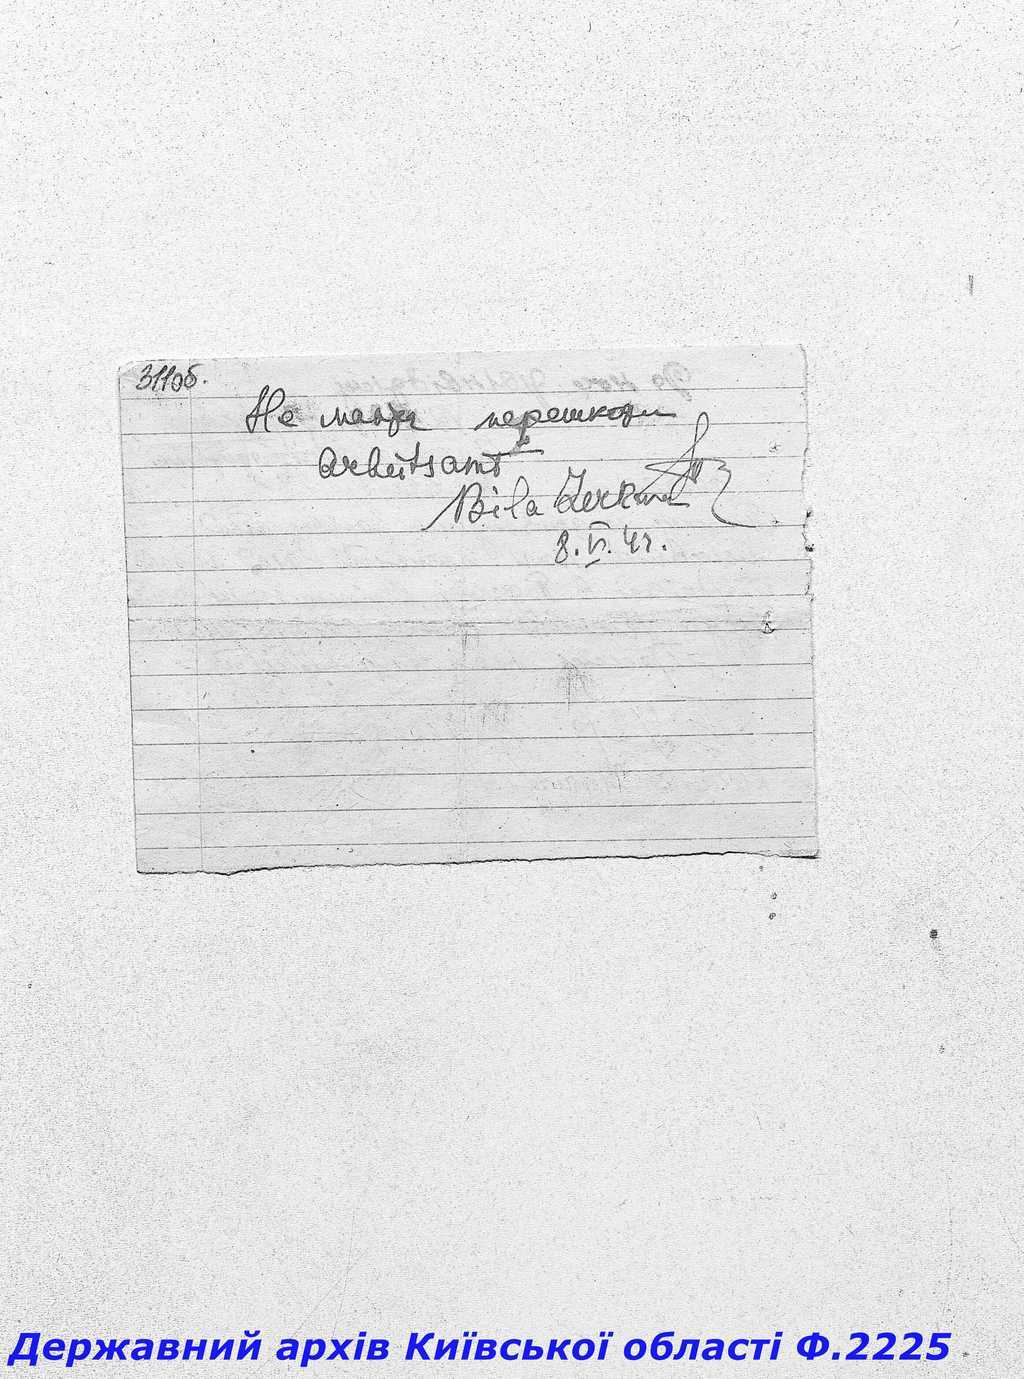 311об.
Не маю перешкоди
Arbeitsamt
Bila Zerkwa
8.VI.42.
Державний архів Київської області Ф.2225